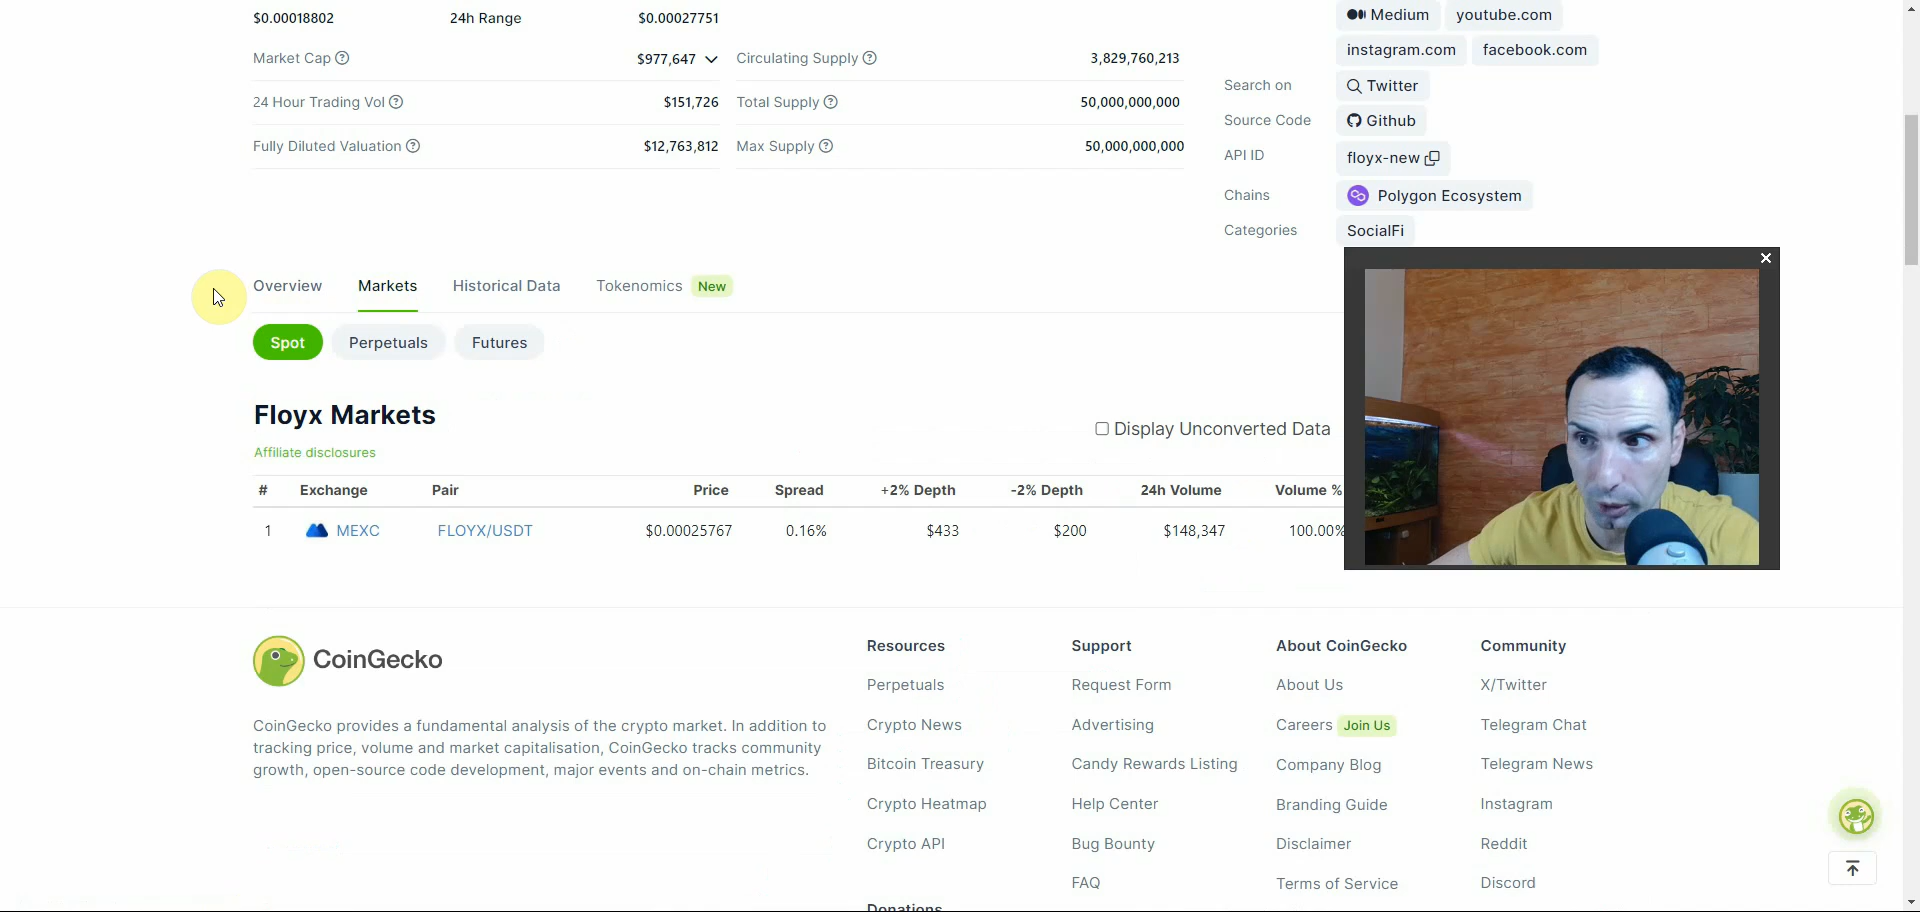 $0.00018802 24h Range $0.00027751
Market Cap $977,647
24 Hour Trading Vol $151,726
Fully Diluted Valuation $12,763,812
Circulating Supply 3,829,760,213
Total Supply 50,000,000,000
Max Supply 50,000,000,000
Medium youtube.com
instagram.com facebook.com
Search on Twitter
Source Code Github
API ID floyx-new
Chains Polygon Ecosystem
Categories SocialFi
Overview Markets Historical Data Tokenomics New
Spot Perpetuals Futures
Floyx Markets
Display Unconverted Data
Affiliate disclosures
# Exchange Pair Price Spread +2% Depth -2% Depth 24h Volume Volume %
1 MEXC FLOYX/USDT $0.00025767 0.16% $433 $200 $148,347 100.00%
CoinGecko
CoinGecko provides a fundamental analysis of the crypto market. In addition to
tracking price, volume and market capitalisation, CoinGecko tracks community
growth, open-source code development, major events and on-chain metrics.
Resources
Perpetuals
Crypto News
Bitcoin Treasury
Crypto Heatmap
Crypto API
Donations
Support
Request Form
Advertising
Candy Rewards Listing
Help Center
Bug Bounty
FAQ
About CoinGecko
About Us
Careers Join Us
Company Blog
Branding Guide
Disclaimer
Terms of Service
Community
X/Twitter
Telegram Chat
Telegram News
Instagram
Reddit
Discord